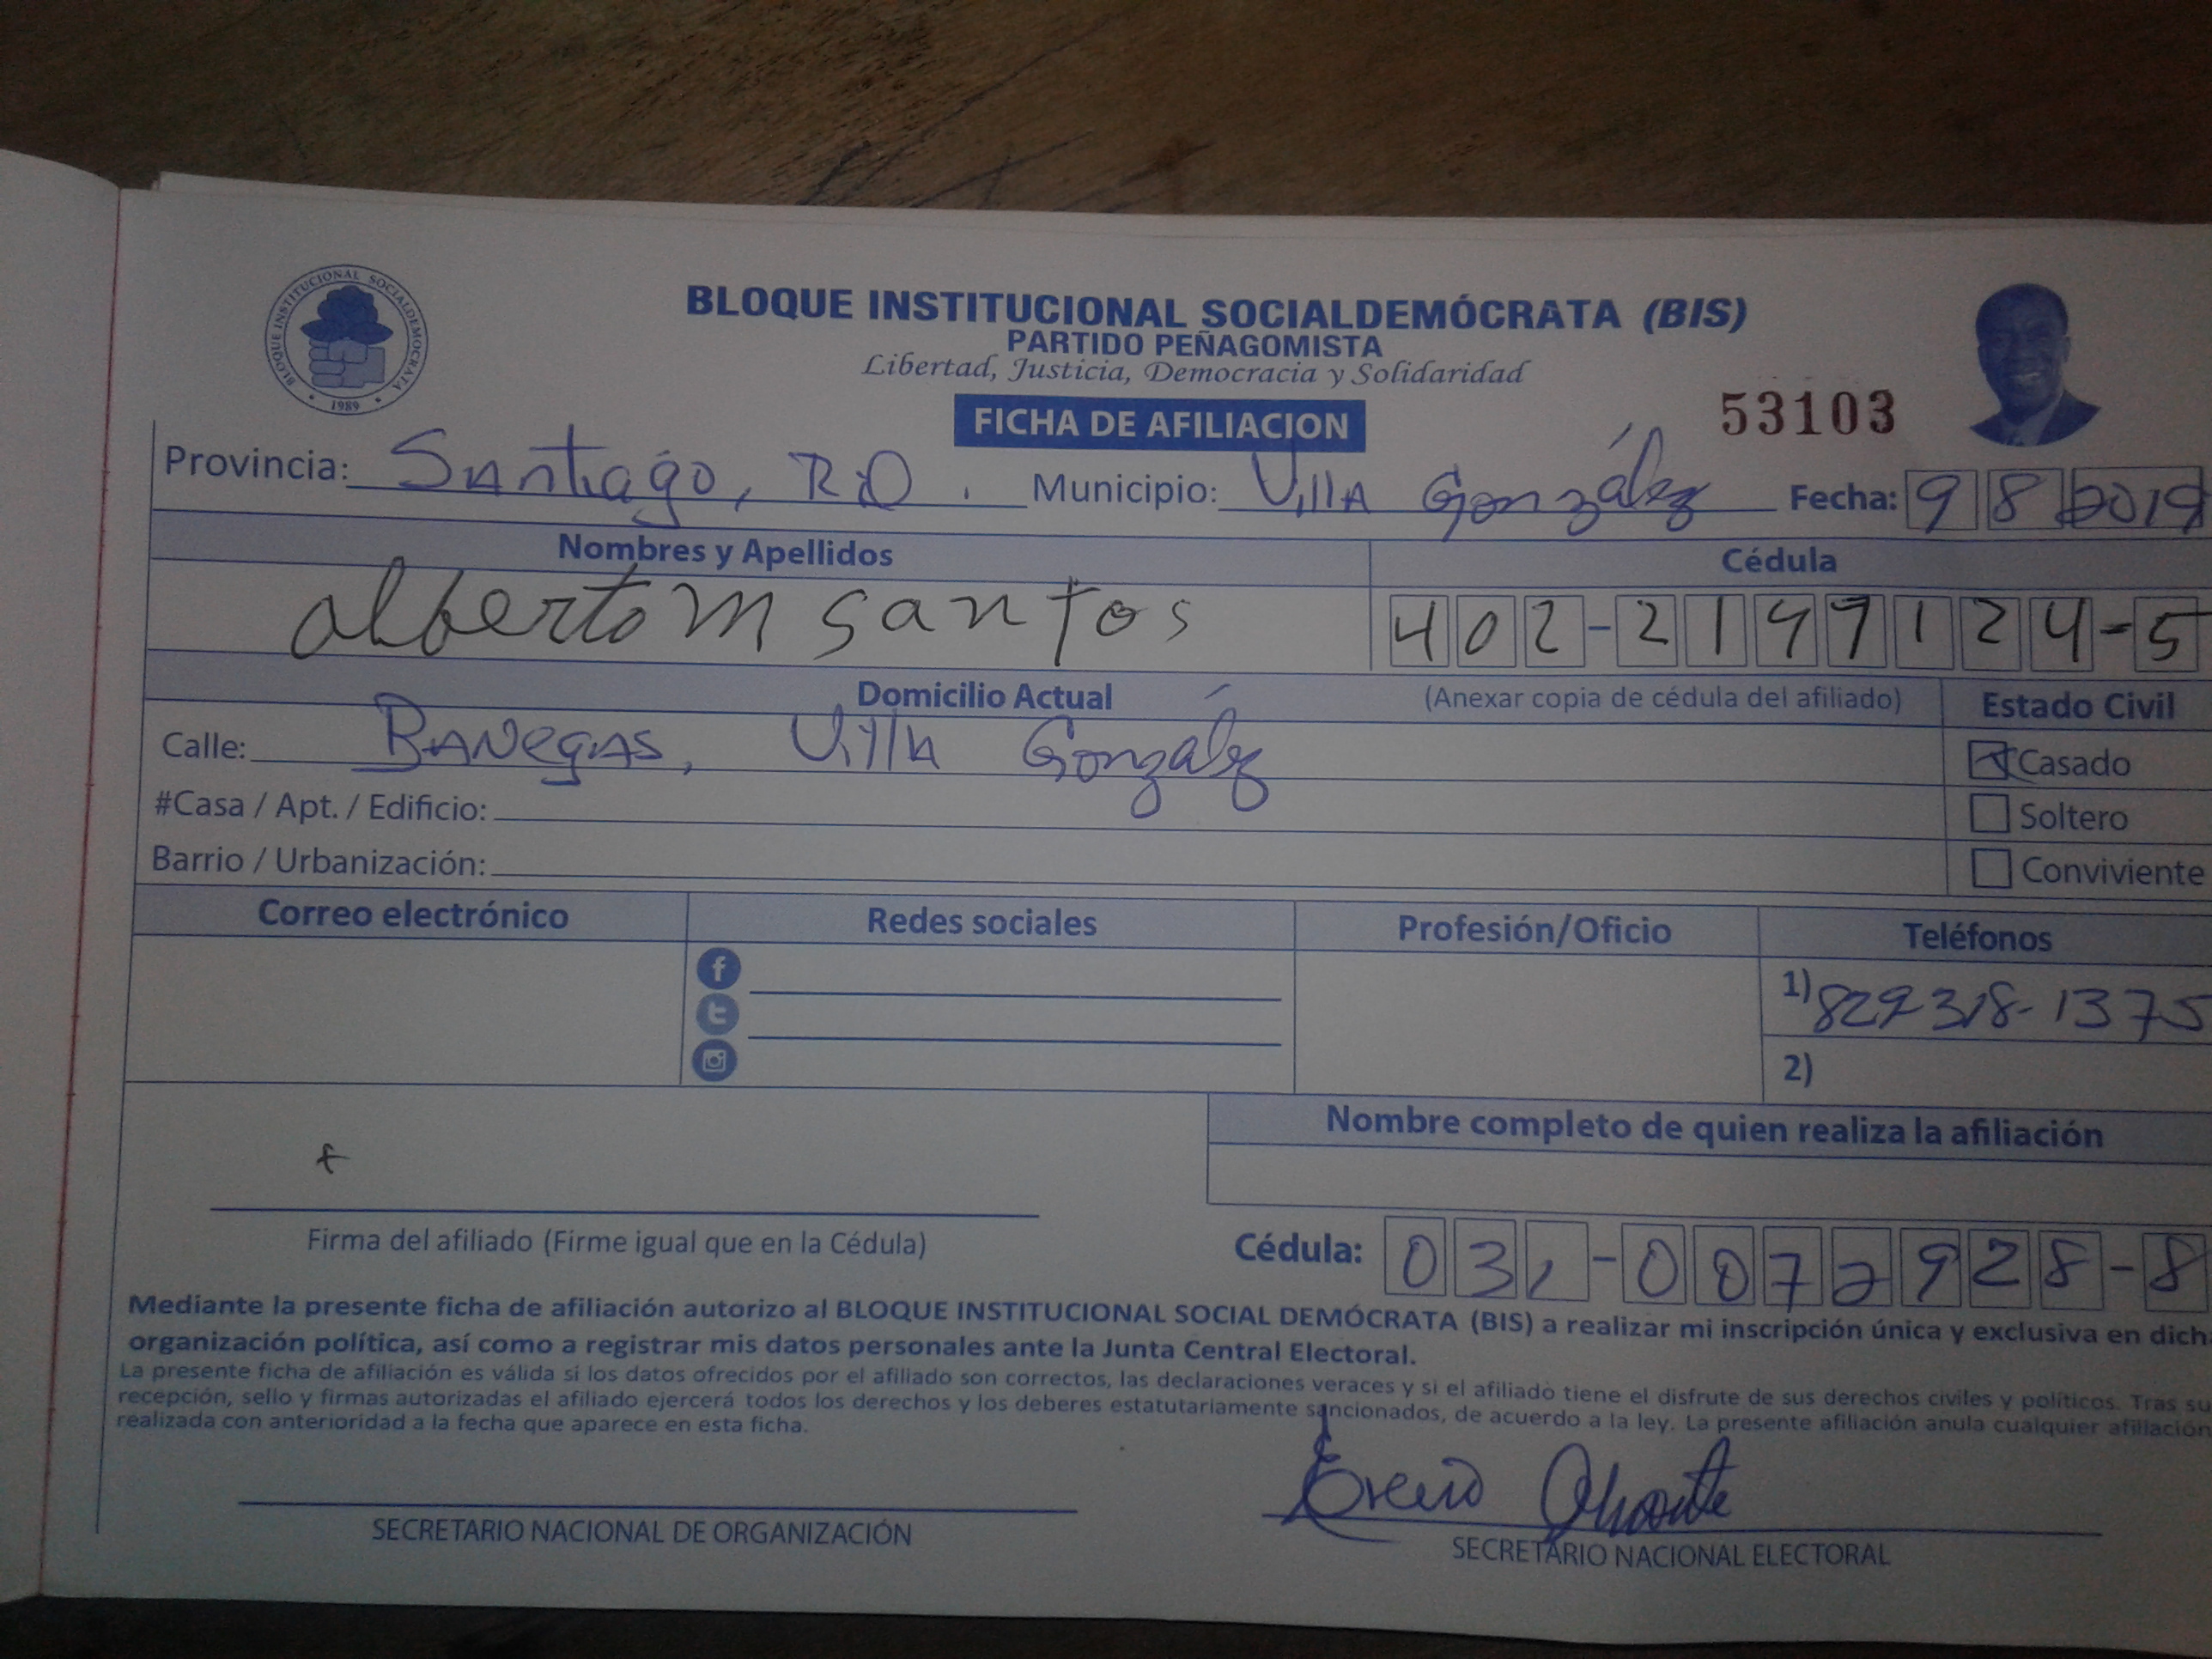 BLOQUE INSTITUCIONAL SOCIALDEMOCRATA
1989
BLOQUE INSTITUCIONAL SOCIALDEMÓCRATA (BIS)
PARTIDO PEÑAGOMISTA
Libertad, Justicia, Democracia y Solidaridad
FICHA DE AFILIACION
53103
Provincia: Santiago, RD. Municipio: Villa González Fecha: 9 8 2019
Nombres y Apellidos Cédula
alberto m santos 402-2197124-5
Domicilio Actual (Anexar copia de cédula del afiliado) Estado Civil
Calle: Banegas, Villa González
Casado
#Casa / Apt. / Edificio:
Soltero
Barrio / Urbanización:
Conviviente
Correo electrónico Redes sociales Profesión/Oficio Teléfonos
1) 829318-1375
2)
Nombre completo de quien realiza la afiliación
Firma del afiliado (Firme igual que en la Cédula)
Cédula: 031-0072928-8
Mediante la presente ficha de afiliación autorizo al BLOQUE INSTITUCIONAL SOCIAL DEMÓCRATA (BIS) a realizar mi inscripción única y exclusiva en dich
organización política, así como a registrar mis datos personales ante la Junta Central Electoral.
La presente ficha de afiliación es válida si los datos ofrecidos por el afiliado son correctos, las declaraciones veraces y si el afiliado tiene el disfrute de sus derechos civiles y políticos. Tras su
recepción, sello y firmas autorizadas el afiliado ejercerá todos los derechos y los deberes estatutariamente sancionados, de acuerdo a la ley. La presente afiliación anula cualquier afiliación
realizada con anterioridad a la fecha que aparece en esta ficha.
SECRETARIO NACIONAL DE ORGANIZACIÓN
SECRETARIO NACIONAL ELECTORAL